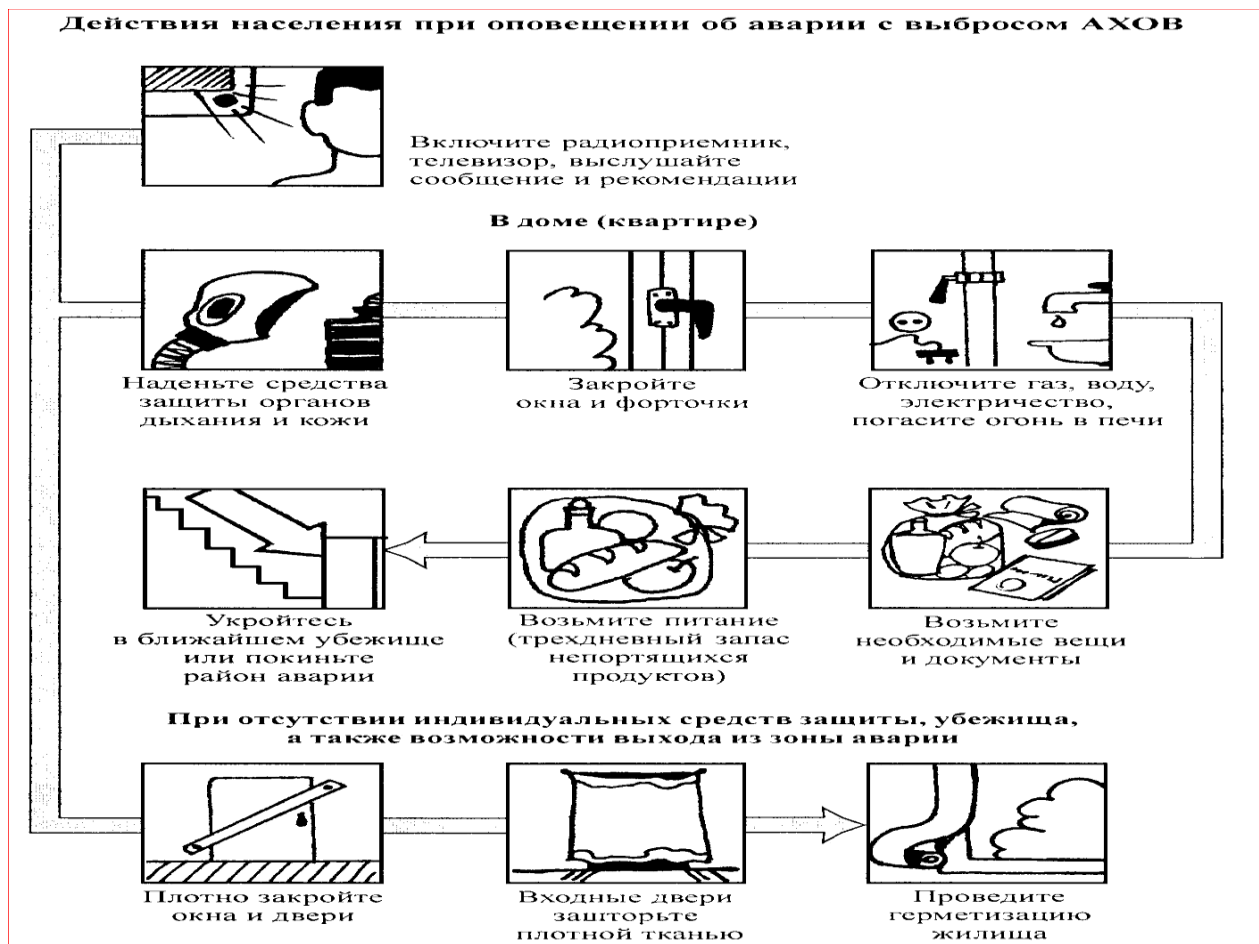 Действия населения при оповещении об аварии с выбросом АХОВ
Включите радиоприемник,
телевизор, выслушайте
сообщение и рекомендации
В доме (квартире)
Наденьте средства
защиты органов
дыхания и кожи
Закройте
окна и форточки
Отключите газ, воду,
электричество,
погасите огонь в печи
Укройтесь
в ближайшем убежище
или покиньте
район аварии
Возьмите питание
(трехдневный запас
непортящихся
продуктов)
Возьмите
необходимые вещи
и документы
При отсутствии индивидуальных средств защиты, убежища,
а также возможности выхода из зоны аварии
Плотно закройте
окна и двери
Входные двери
зашторьте
плотной тканью
Проведите
герметизацию
жилища